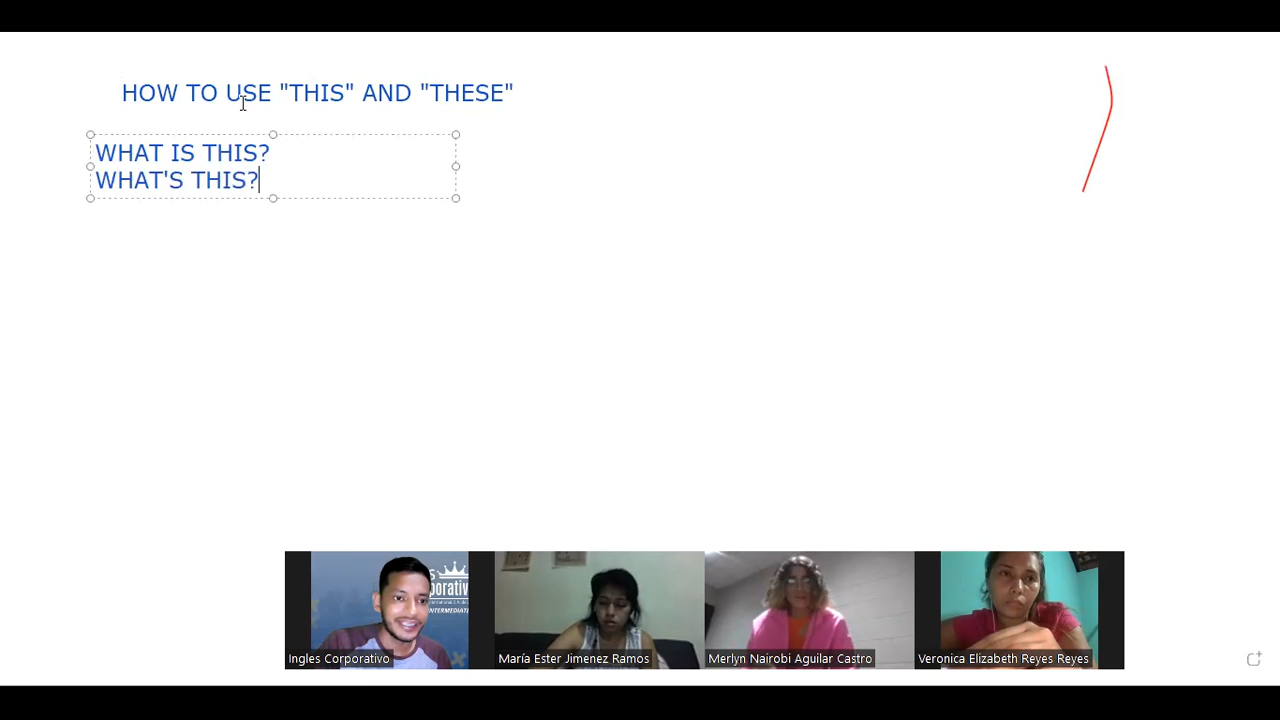 HOW TO USE "THIS" AND "THESE"
WHAT IS THIS?
WHAT'S THIS?
Ingles Corporativo
María Ester Jimenez Ramos
Merlyn Nairobi Aguilar Castro
Veronica Elizabeth Reyes Reyes